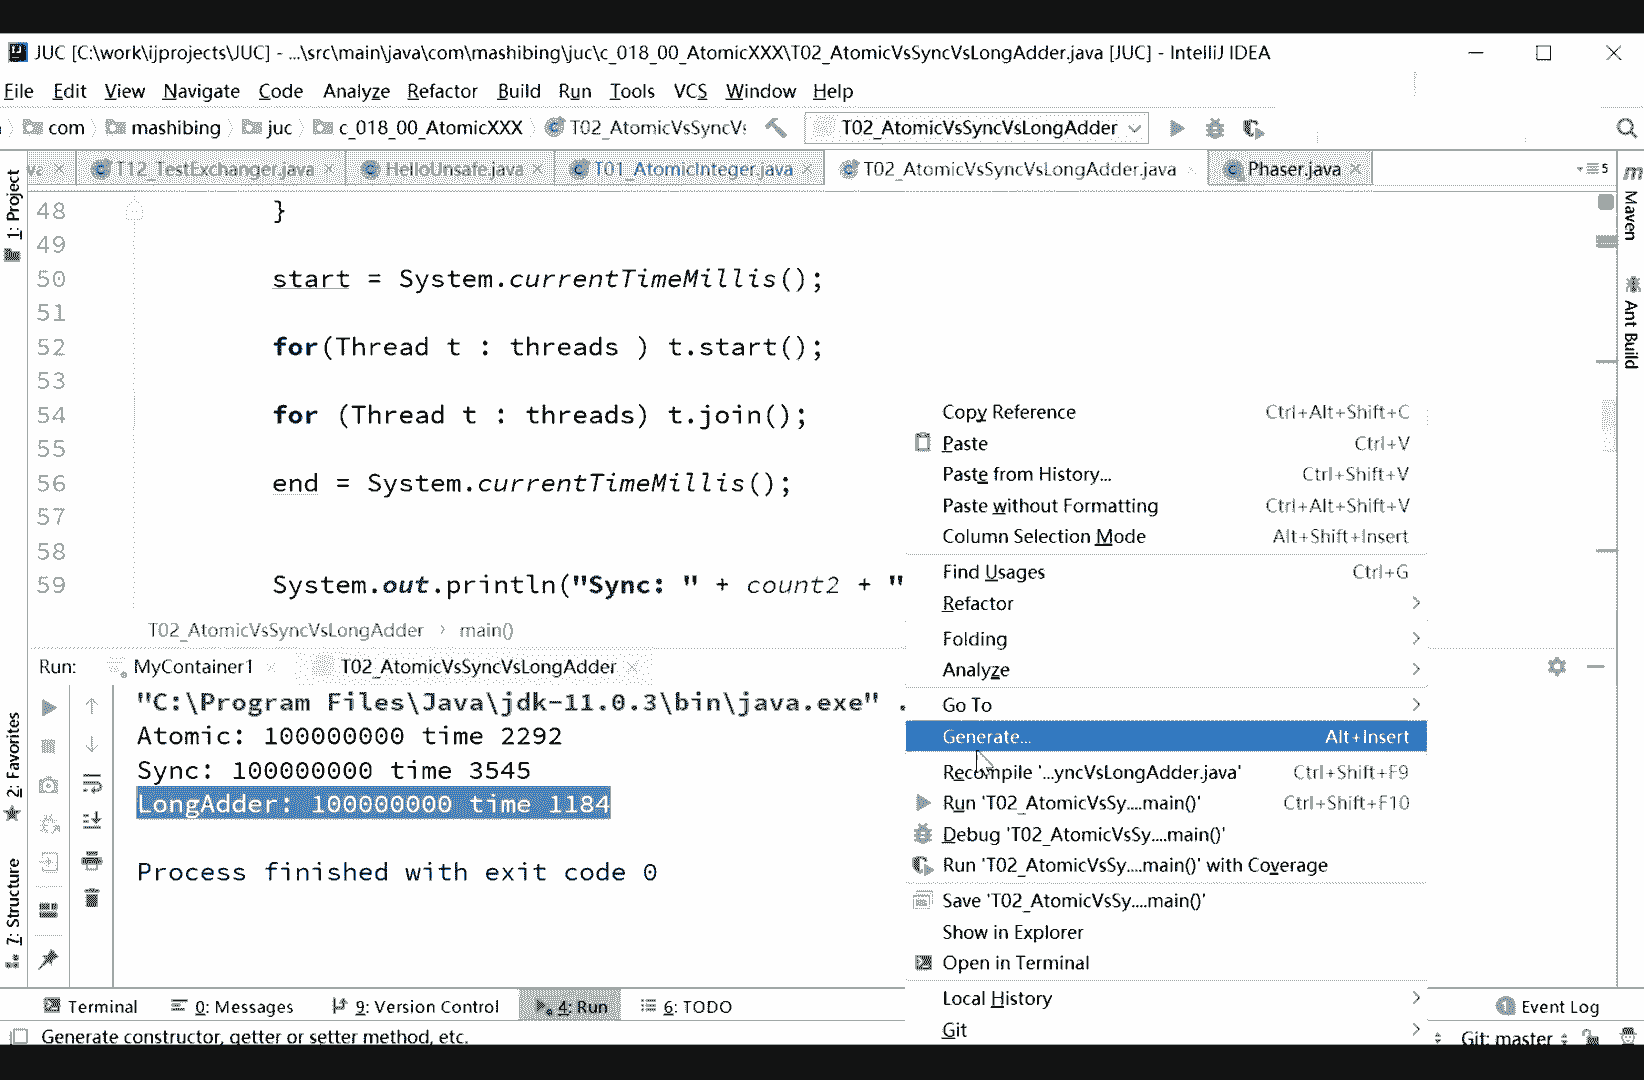 JUC [C:\work\ijprojects\JUC] - ...\src\main\java\com\mashibing\juc\c_018_00_AtomicXXX\T02_AtomicVsSyncVsLongAdder.java [JUC] - IntelliJ IDEA
File Edit View Navigate Code Analyze Refactor Build Run Tools VCS Window Help
com mashibing juc c_018_00_AtomicXXX T02_AtomicVsSyncV: T02_AtomicVsSyncVsLongAdder
va T12_TestExchanger.java HelloUnsafe.java T01_AtomicInteger.java T02_AtomicVsSyncVsLongAdder.java Phaser.java 5
1: Project
2: Favorites
7: Structure
Maven
Ant Build
48 }
49
50 start = System.currentTimeMillis();
51
52 for(Thread t : threads ) t.start();
53
54 for (Thread t : threads) t.join();
55
56 end = System.currentTimeMillis();
57
58
59 System.out.println("Sync: " + count2 + "
T02_AtomicVsSyncVsLongAdder › main()
Run: MyContainer1 T02_AtomicVsSyncVsLongAdder
"C:\Program Files\Java\jdk-11.0.3\bin\java.exe" .
Atomic: 100000000 time 2292
Sync: 100000000 time 3545
LongAdder: 100000000 time 1184
Process finished with exit code 0
Copy Reference Ctrl+Alt+Shift+C
Paste Ctrl+V
Paste from History... Ctrl+Shift+V
Paste without Formatting Ctrl+Alt+Shift+V
Column Selection Mode Alt+Shift+Insert
Find Usages Ctrl+G
Refactor
Folding
Analyze
Go To
Generate... Alt+Insert
Recompile '...yncVsLongAdder.java' Ctrl+Shift+F9
Run 'T02_AtomicVsSy....main()' Ctrl+Shift+F10
Debug 'T02_AtomicVsSy....main()'
Run 'T02_AtomicVsSy....main()' with Coverage
Save 'T02_AtomicVsSy....main()'
Show in Explorer
Open in Terminal
Local History
Git
Terminal 0: Messages 9: Version Control 4: Run 6: TODO 1 Event Log
Generate constructor, getter or setter method, etc. Git: master